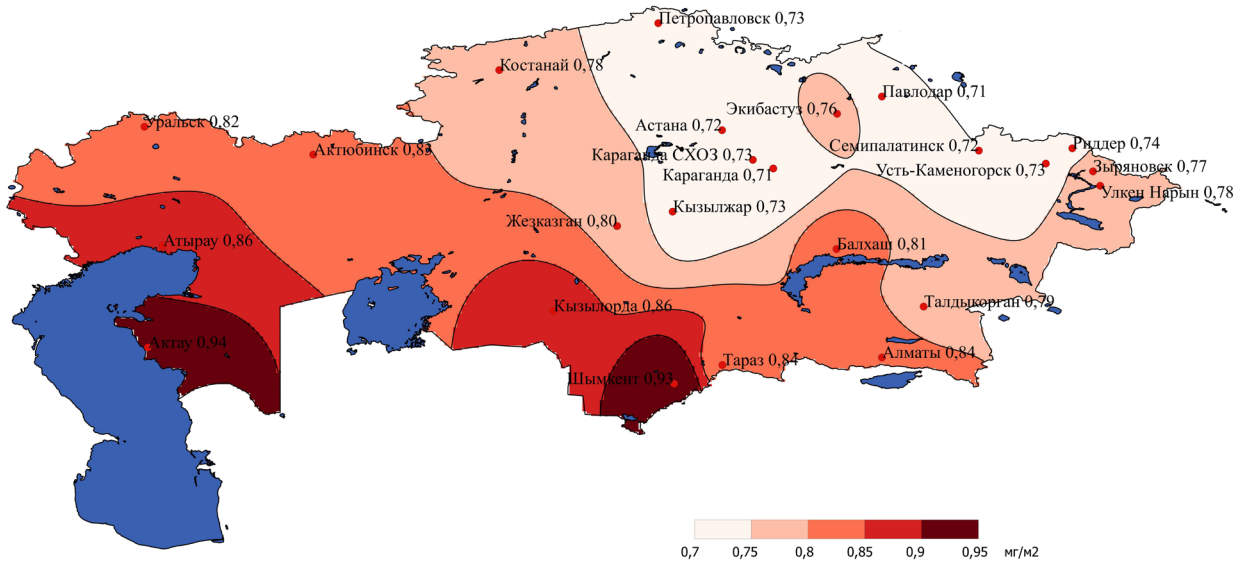 Петропавловск 0,73
Костанай 0,78
Павлодар 0,71
Экибастуз 0,76
Уральск 0,82
Астана 0,72
Актюбинск 0,83
Семипалатинск 0,72
Риддер 0,74
Караганда СХОЗ 0,73
Зыряновск 0,77
Караганда 0,71
Усть-Каменогорск 0,73
Улкен Нарын 0,78
Кызылжар 0,73
Жезказган 0,80
Атырау 0,86
Балхаш 0,81
Кызылорда 0,86
Талдыкорган 0,79
Актау 0,94
Тараз 0,84
Алматы 0,84
Шымкент 0,93
0,7 0,75 0,8 0,85 0,9 0,95 мг/м2